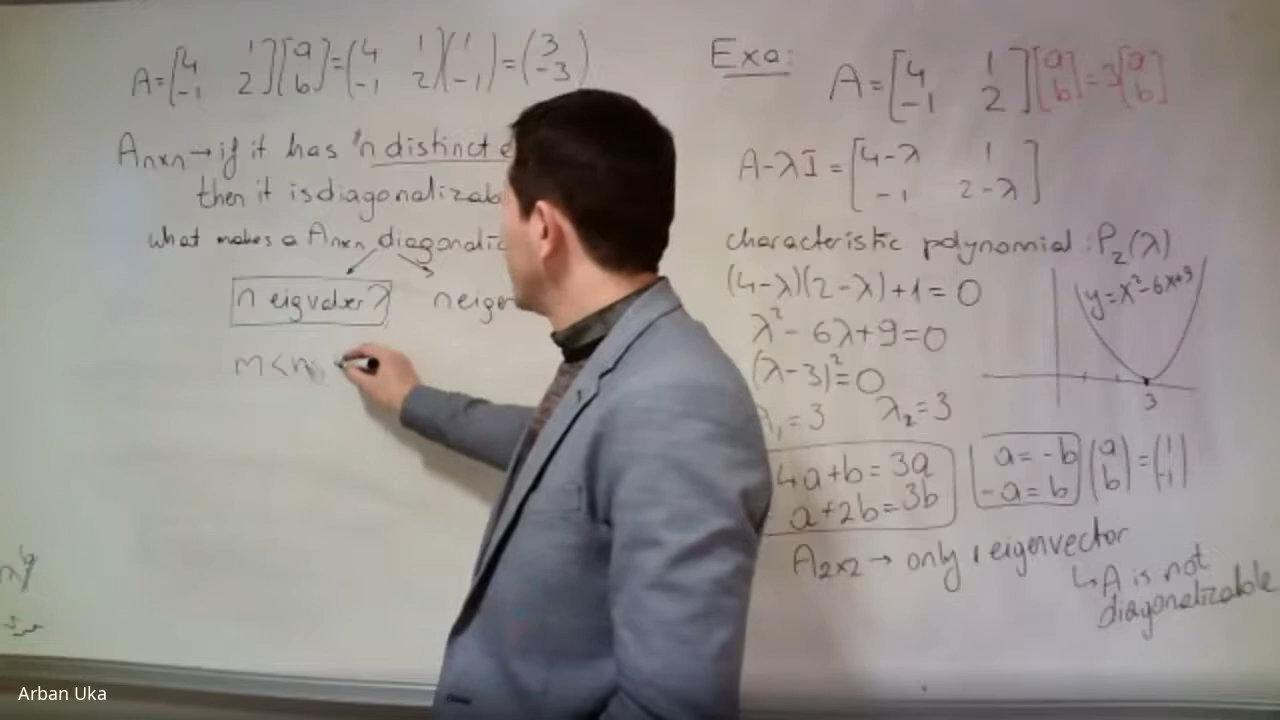 A=[4 1][a]=(4 1)(1)=(3)
-1 2 b -1 2 -1 -3
Anxn→if it has n distinct e
then it is diagonalizab
what makes a Anxn diagonaliz
n eigvalues λ neigen
m<n
Exa: A=[4 1][a]=3[a]
-1 2 b b
A-λI=[4-λ 1]
-1 2-λ
characteristic polynomial: P₂(λ)
(4-λ)(2-λ)+1=0
y=x²-6x+9
λ²-6λ+9=0
(λ-3)²=0
3
λ₁=3 λ₂=3
4a+b=3a
a+2b=3b
a=-b
-a=b
(a)=(1)
b -1
A2x2→ only 1 eigenvector
↳A is not
diagonalizable
Arban Uka